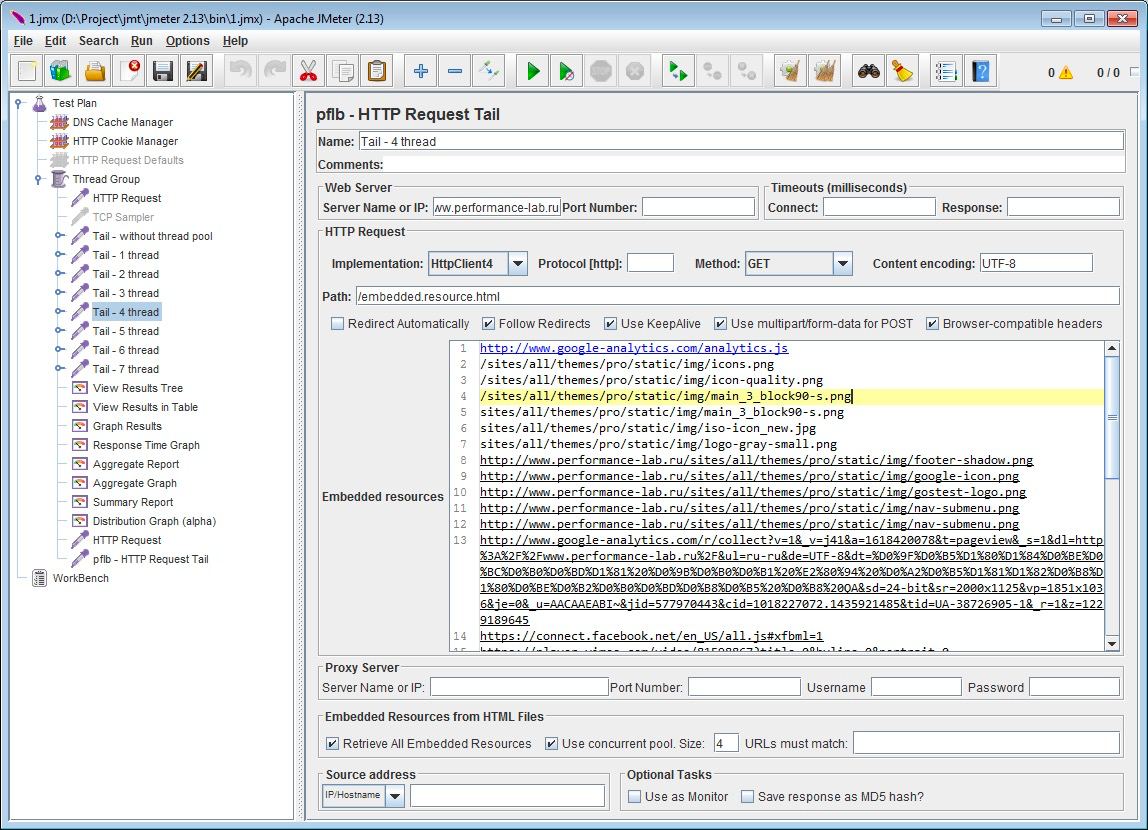 1.jmx (D:\Project\jmt\jmeter 2.13\bin\1.jmx) - Apache JMeter (2.13)
File Edit Search Run Options Help
0 0 / 0
Test Plan
DNS Cache Manager
HTTP Cookie Manager
HTTP Request Defaults
Thread Group
HTTP Request
TCP Sampler
Tail - without thread pool
Tail - 1 thread
Tail - 2 thread
Tail - 3 thread
Tail - 4 thread
Tail - 5 thread
Tail - 6 thread
Tail - 7 thread
View Results Tree
View Results in Table
Graph Results
Response Time Graph
Aggregate Report
Aggregate Graph
Summary Report
Distribution Graph (alpha)
HTTP Request
pflb - HTTP Request Tail
WorkBench
pflb - HTTP Request Tail
Name: Tail - 4 thread
Comments:
Web Server
Server Name or IP: ww.performance-lab.ru Port Number:
Timeouts (milliseconds)
Connect: Response:
HTTP Request
Implementation: HttpClient4 Protocol [http]: Method: GET Content encoding: UTF-8
Path: /embedded.resource.html
Redirect Automatically Follow Redirects Use KeepAlive Use multipart/form-data for POST Browser-compatible headers
Embedded resources
1 http://www.google-analytics.com/analytics.js
2 /sites/all/themes/pro/static/img/icons.png
3 /sites/all/themes/pro/static/img/icon-quality.png
4 /sites/all/themes/pro/static/img/main_3_block90-s.png
5 sites/all/themes/pro/static/img/main_3_block90-s.png
6 sites/all/themes/pro/static/img/iso-icon_new.jpg
7 sites/all/themes/pro/static/img/logo-gray-small.png
8 http://www.performance-lab.ru/sites/all/themes/pro/static/img/footer-shadow.png
9 http://www.performance-lab.ru/sites/all/themes/pro/static/img/google-icon.png
10 http://www.performance-lab.ru/sites/all/themes/pro/static/img/gostest-logo.png
11 http://www.performance-lab.ru/sites/all/themes/pro/static/img/nav-submenu.png
12 http://www.performance-lab.ru/sites/all/themes/pro/static/img/nav-submenu.png
13 http://www.google-analytics.com/r/collect?v=1&_v=j41&a=1618420078&t=pageview&_s=1&dl=http
%3A%2F%2Fwww.performance-lab.ru%2F&ul=ru-ru&de=UTF-8&dt=%D0%9F%D0%B5%D1%80%D1%84%D0%BE%D0
%BC%D0%B0%D0%BD%D1%81%20%D0%9B%D0%B0%D0%B1%20%E2%80%94%20%D0%A2%D0%B5%D1%81%D1%82%D0%B8%D
1%80%D0%BE%D0%B2%D0%B0%D0%BD%D0%B8%D0%B5%20%D0%B8%20QA&sd=24-bit&sr=2000x1125&vp=1851x103
6&je=0&_u=AACAAEABI~&jid=577970443&cid=1018227072.1435921485&tid=UA-38726905-1&_r=1&z=122
9189645
14 https://connect.facebook.net/en_US/all.js#xfbml=1
Proxy Server
Server Name or IP: Port Number: Username Password
Embedded Resources from HTML Files
Retrieve All Embedded Resources Use concurrent pool. Size: 4 URLs must match:
Source address
IP/Hostname
Optional Tasks
Use as Monitor Save response as MD5 hash?